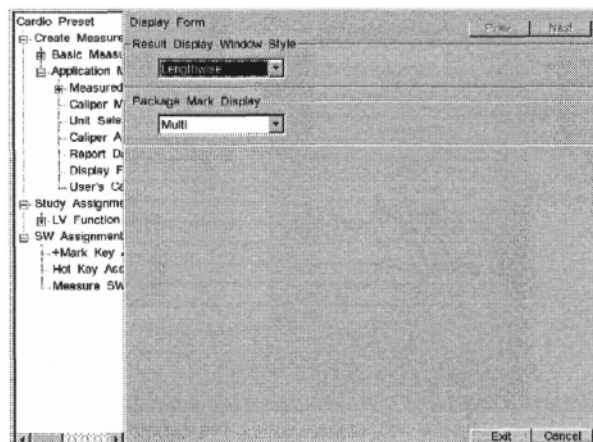 Cardio Preset
Create Measure
Basic Measu
Application M
Measured
Caliper M
Unit Sele
Caliper A
Report Di
Display F
User's Ca
Study Assignme
LV Function
SW Assignment
+Mark Key
Hot Key Ass
Measure SW
Display Form
Prev Next
Result Display Window Style
Lengthwise
Package Mark Display
Multi
Exit Cancel